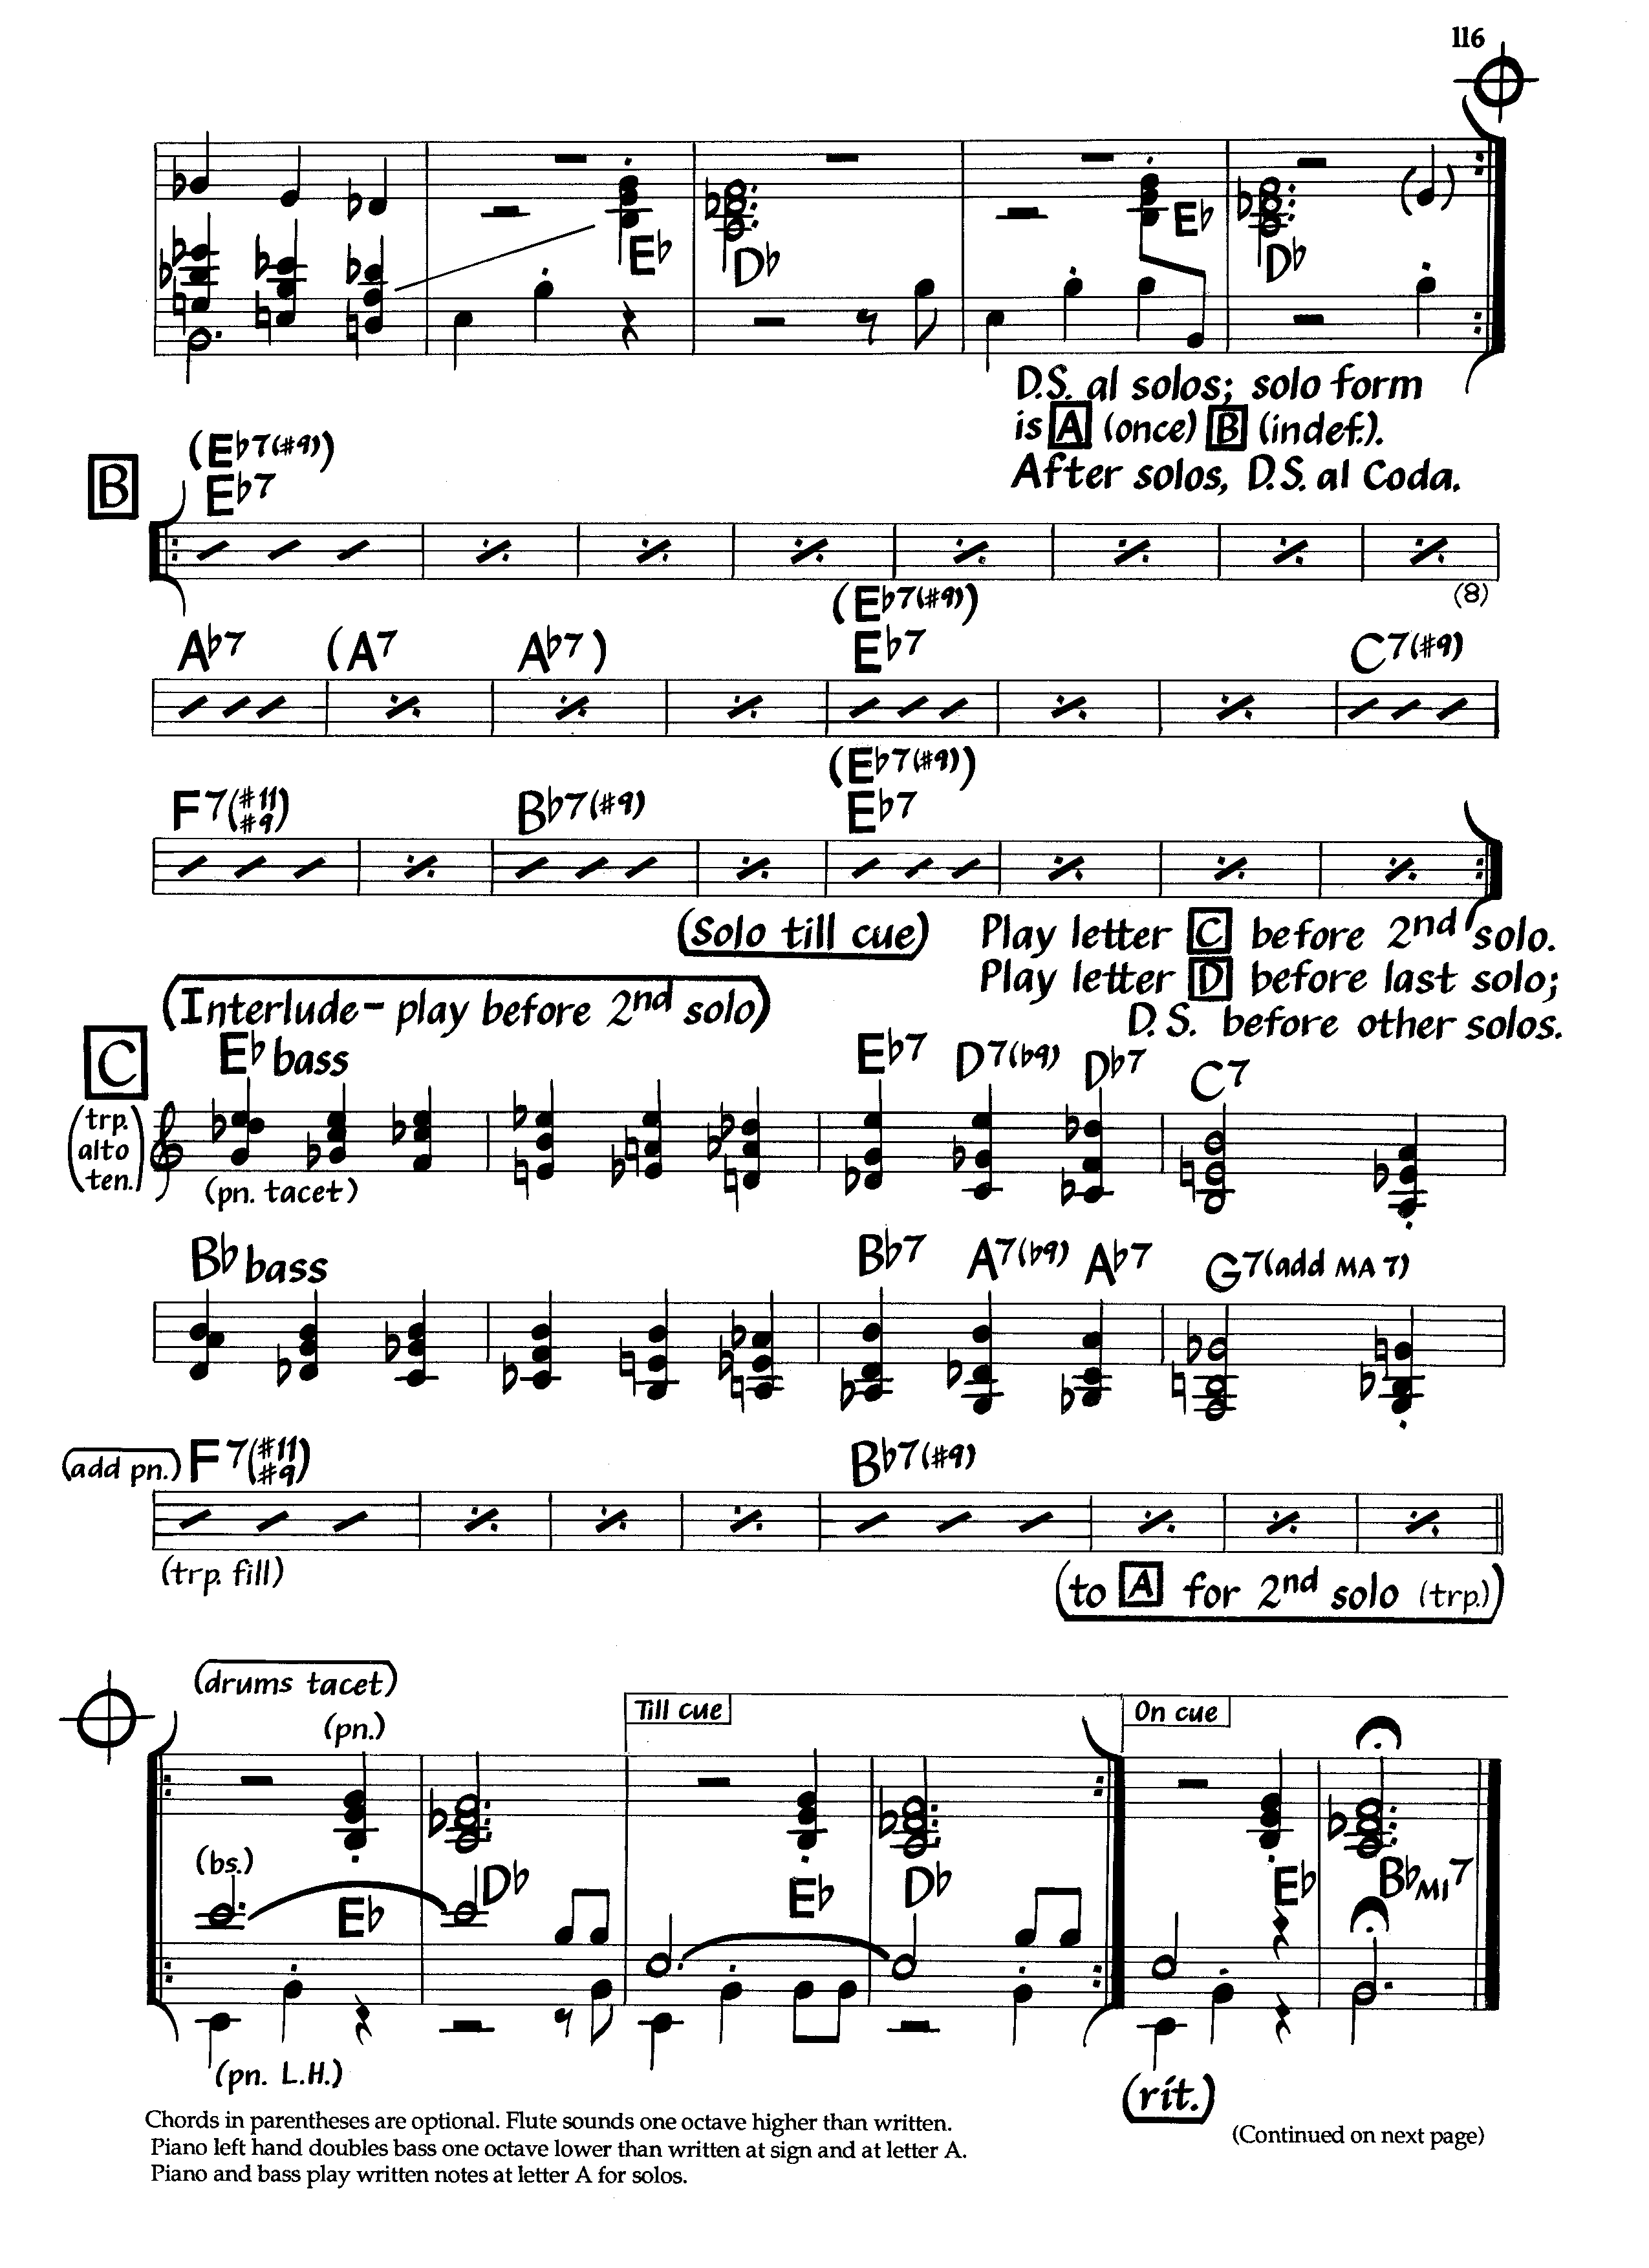 116
E♭ D♭ E♭ D♭
D.S. al solos; solo form
is A (once) B (indef.).
After solos, D.S. al Coda.
(E♭7(♯9))
B E♭7
(8)
(E♭7(♯9))
A♭7 (A7 A♭7) E♭7 C7(♯9)
(E♭7(♯9))
F7(♯11 ♯9) B♭7(♯9) E♭7
(Solo till cue) Play letter C before 2nd solo.
Play letter D before last solo;
D.S. before other solos.
(Interlude - play before 2nd solo)
C E♭ bass E♭7 D7(♭9) D♭7 C7
(trp. alto ten.)
(pn. tacet)
B♭ bass B♭7 A7(♭9) A♭7 G7(add MA 7)
(add pn.) F7(♯11 ♯9) B♭7(♯9)
(trp. fill)
(to A for 2nd solo (trp.))
(drums tacet)
(pn.) Till cue On cue
(bs.)
E♭ D♭ E♭ D♭ E♭ B♭MI7
(pn. L.H.)
(rit.)
Chords in parentheses are optional. Flute sounds one octave higher than written.
Piano left hand doubles bass one octave lower than written at sign and at letter A.
Piano and bass play written notes at letter A for solos.
(Continued on next page)